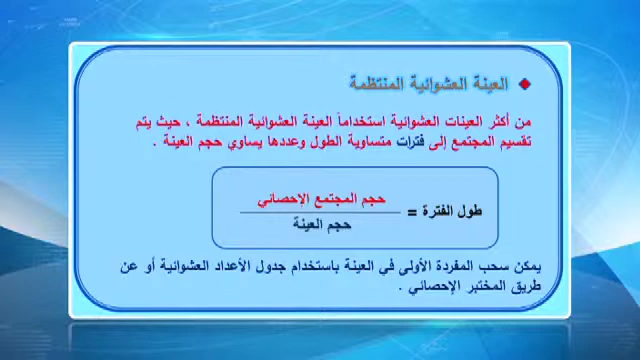 العينة العشوائية المنتظمة
من أكثر العينات العشوائية استخداماً العينة العشوائية المنتظمة ، حيث يتم
تقسيم المجتمع إلى فترات متساوية الطول وعددها يساوي حجم العينة .
حجم المجتمع الإحصائي
طول الفترة =
حجم العينة
يمكن سحب المفردة الأولى في العينة باستخدام جدول الأعداد العشوائية أو عن
طريق المختبر الإحصائي .